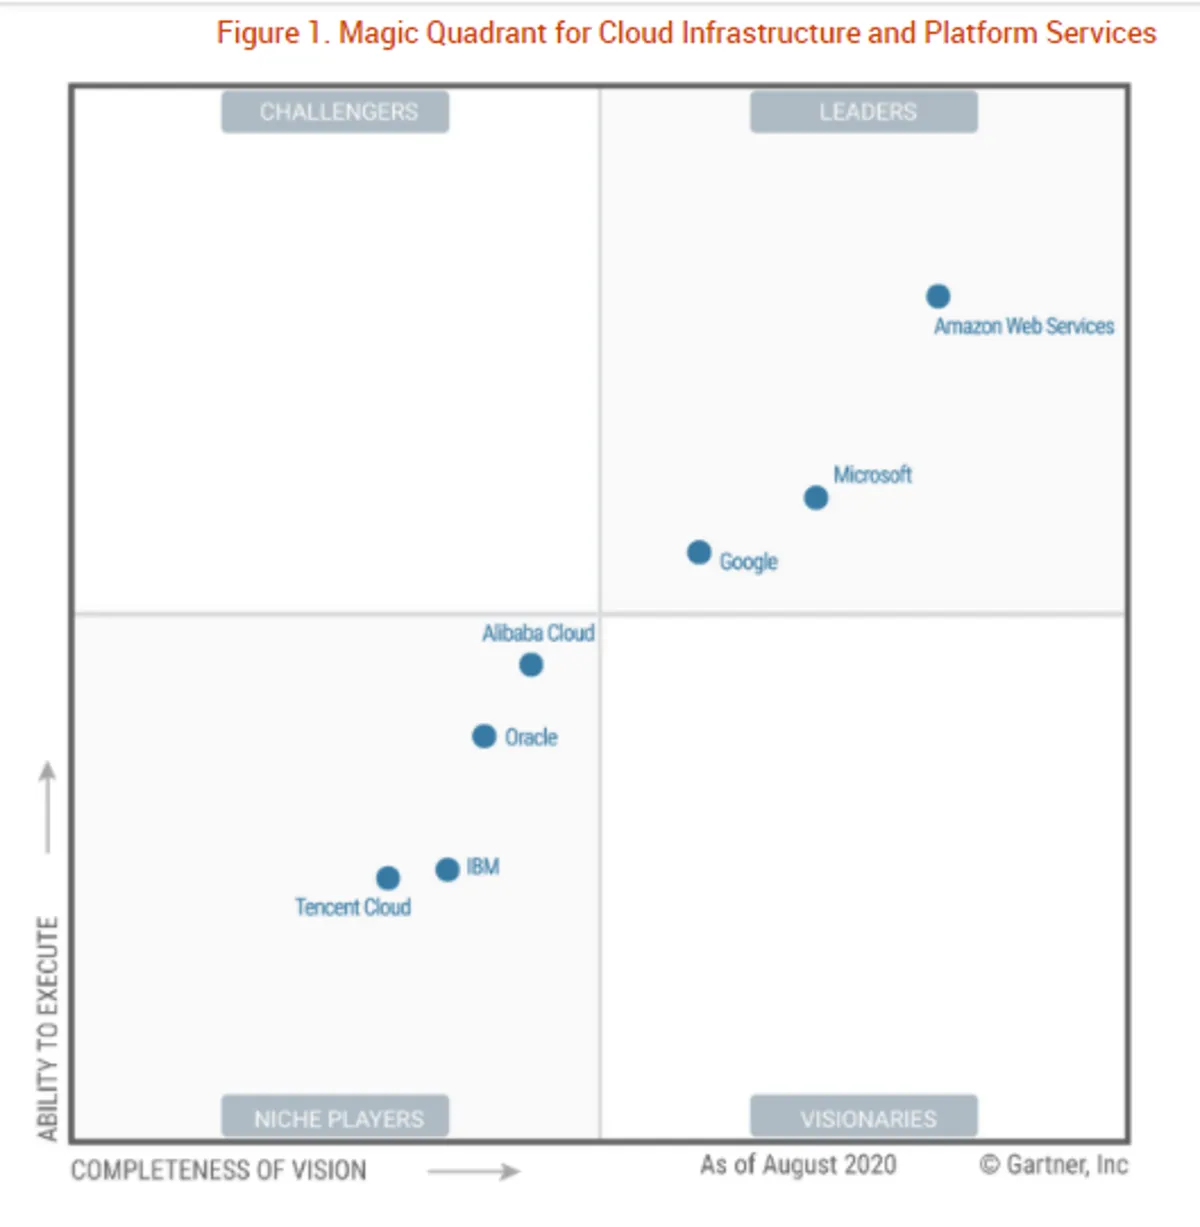 Figure 1. Magic Quadrant for Cloud Infrastructure and Platform Services
CHALLENGERS
LEADERS
Amazon Web Services
Microsoft
Google
Alibaba Cloud
Oracle
IBM
Tencent Cloud
ABILITY TO EXECUTE
NICHE PLAYERS
VISIONARIES
COMPLETENESS OF VISION
As of August 2020
© Gartner, Inc